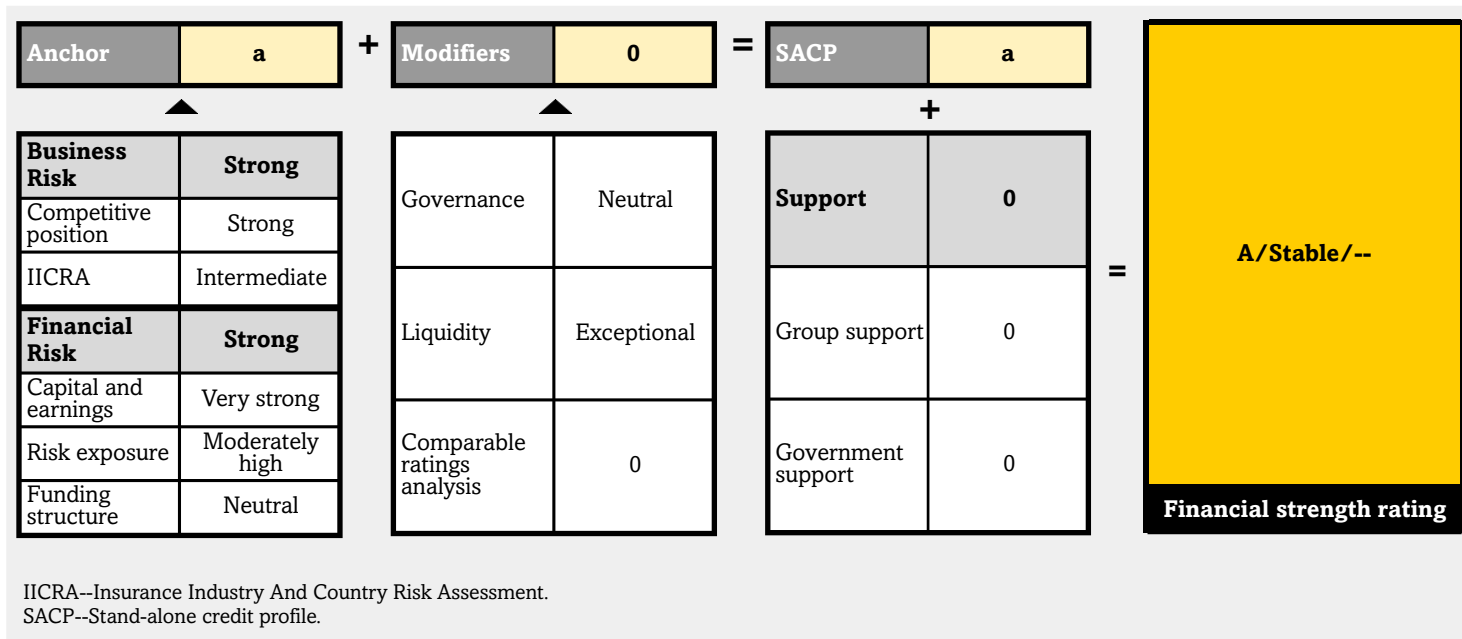 Anchor a + Modifiers 0 = SACP a
+
Business
Risk
Strong
Competitive
position
Strong
IICRA Intermediate
Financial
Risk
Strong
Capital and
earnings
Very strong
Risk exposure
Moderately
high
Funding
structure
Neutral
Governance Neutral
Liquidity Exceptional
Comparable
ratings
analysis
0
Support 0
Group support 0
Government
support
0
=
A/Stable/--
Financial strength rating
IICRA--Insurance Industry And Country Risk Assessment.
SACP--Stand-alone credit profile.